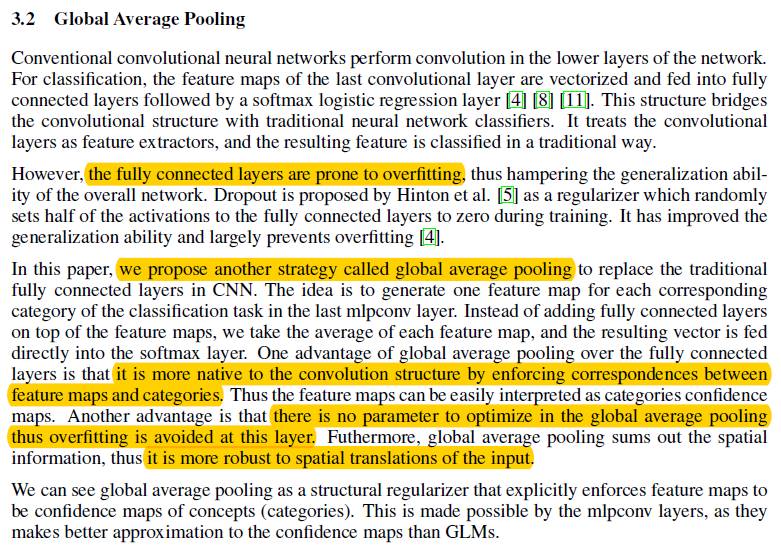 3.2 Global Average Pooling
Conventional convolutional neural networks perform convolution in the lower layers of the network.
For classification, the feature maps of the last convolutional layer are vectorized and fed into fully
connected layers followed by a softmax logistic regression layer [4] [8] [11]. This structure bridges
the convolutional structure with traditional neural network classifiers. It treats the convolutional
layers as feature extractors, and the resulting feature is classified in a traditional way.
However, the fully connected layers are prone to overfitting, thus hampering the generalization abil-
ity of the overall network. Dropout is proposed by Hinton et al. [5] as a regularizer which randomly
sets half of the activations to the fully connected layers to zero during training. It has improved the
generalization ability and largely prevents overfitting [4].
In this paper, we propose another strategy called global average pooling to replace the traditional
fully connected layers in CNN. The idea is to generate one feature map for each corresponding
category of the classification task in the last mlpconv layer. Instead of adding fully connected layers
on top of the feature maps, we take the average of each feature map, and the resulting vector is fed
directly into the softmax layer. One advantage of global average pooling over the fully connected
layers is that it is more native to the convolution structure by enforcing correspondences between
feature maps and categories. Thus the feature maps can be easily interpreted as categories confidence
maps. Another advantage is that there is no parameter to optimize in the global average pooling
thus overfitting is avoided at this layer. Futhermore, global average pooling sums out the spatial
information, thus it is more robust to spatial translations of the input.
We can see global average pooling as a structural regularizer that explicitly enforces feature maps to
be confidence maps of concepts (categories). This is made possible by the mlpconv layers, as they
makes better approximation to the confidence maps than GLMs.